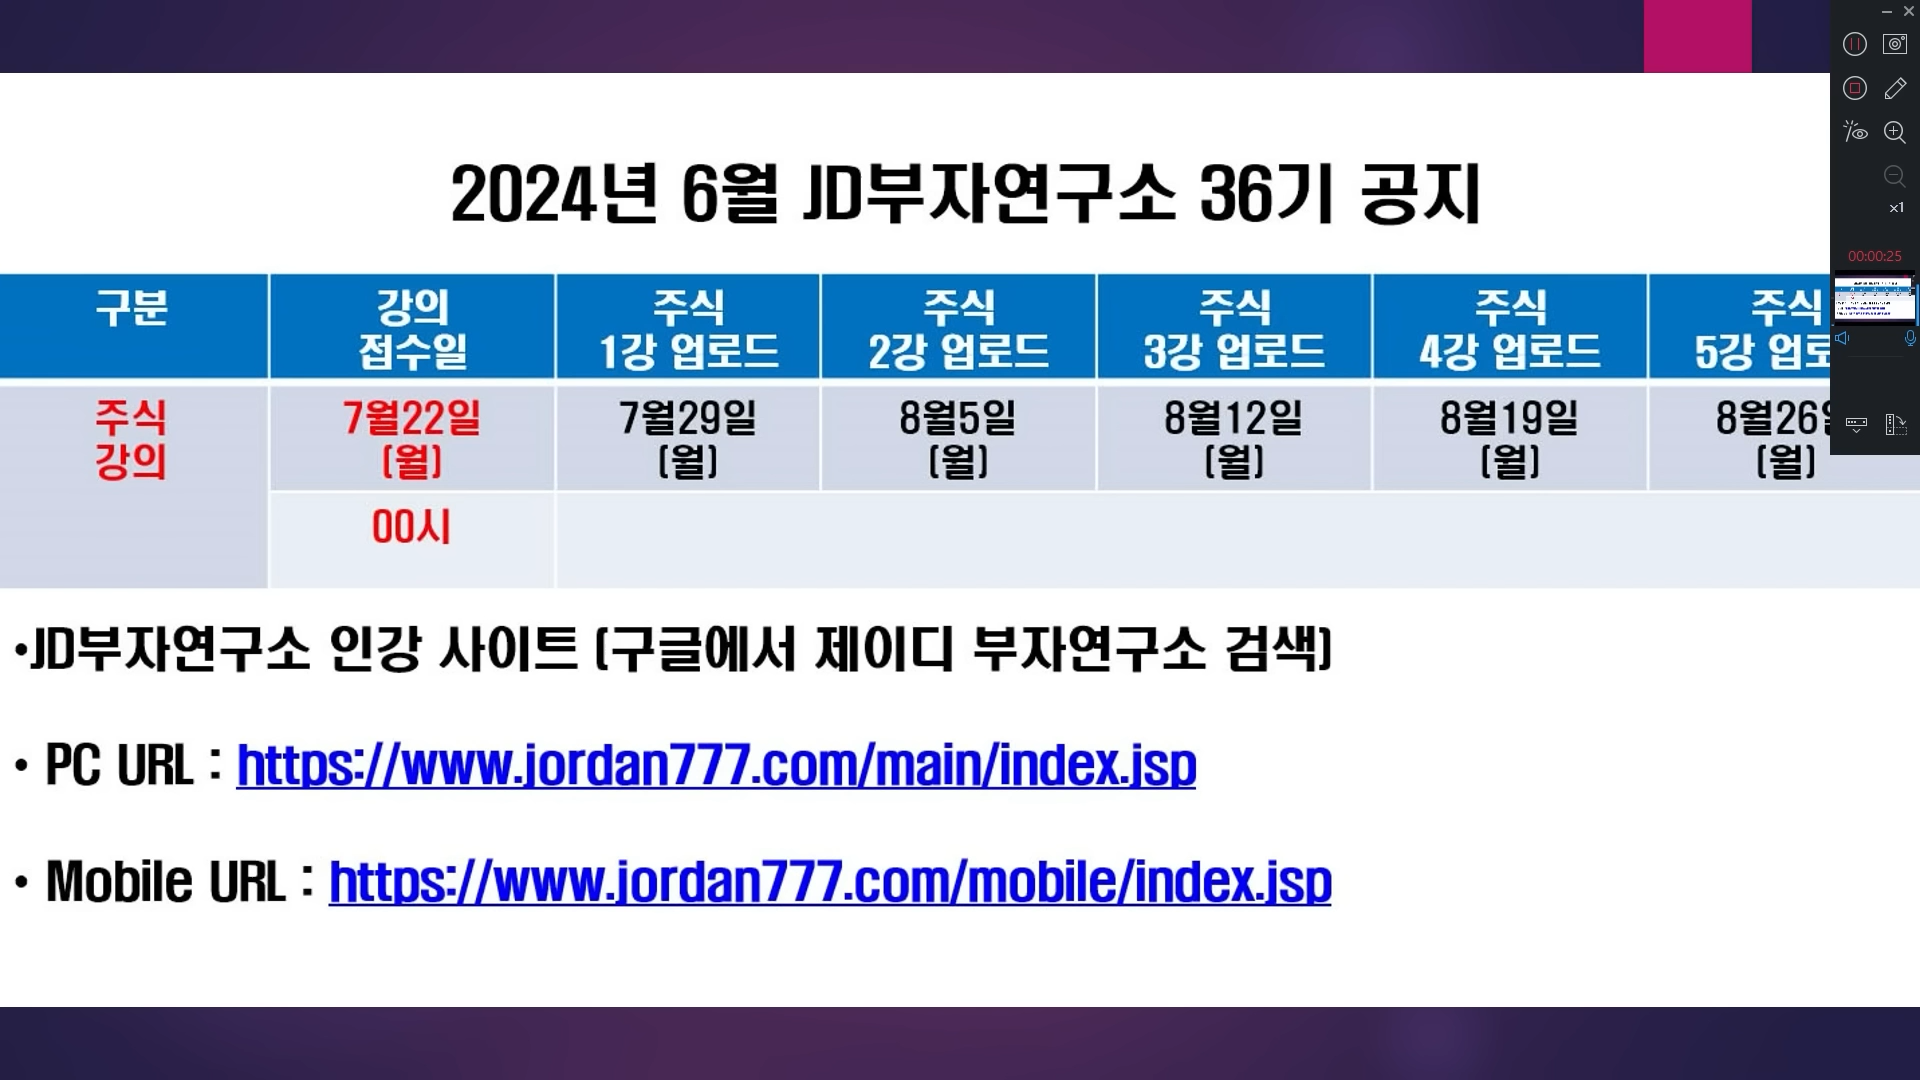 2024년 6월 JD부자연구소 36기 공지
구분
강의
접수일
주식
1강 업로드
주식
2강 업로드
주식
3강 업로드
주식
4강 업로드
주식
5강
주식
강의
7월22일
(월)
7월29일
(월)
8월5일
(월)
8월12일
(월)
8월19일
(월)
8월26
(월)
00시
•JD부자연구소 인강 사이트 (구글에서 제이디 부자연구소 검색)
• PC URL : https://www.jordan777.com/main/index.jsp
• Mobile URL : https://www.jordan777.com/mobile/index.jsp
x1
00:00:25